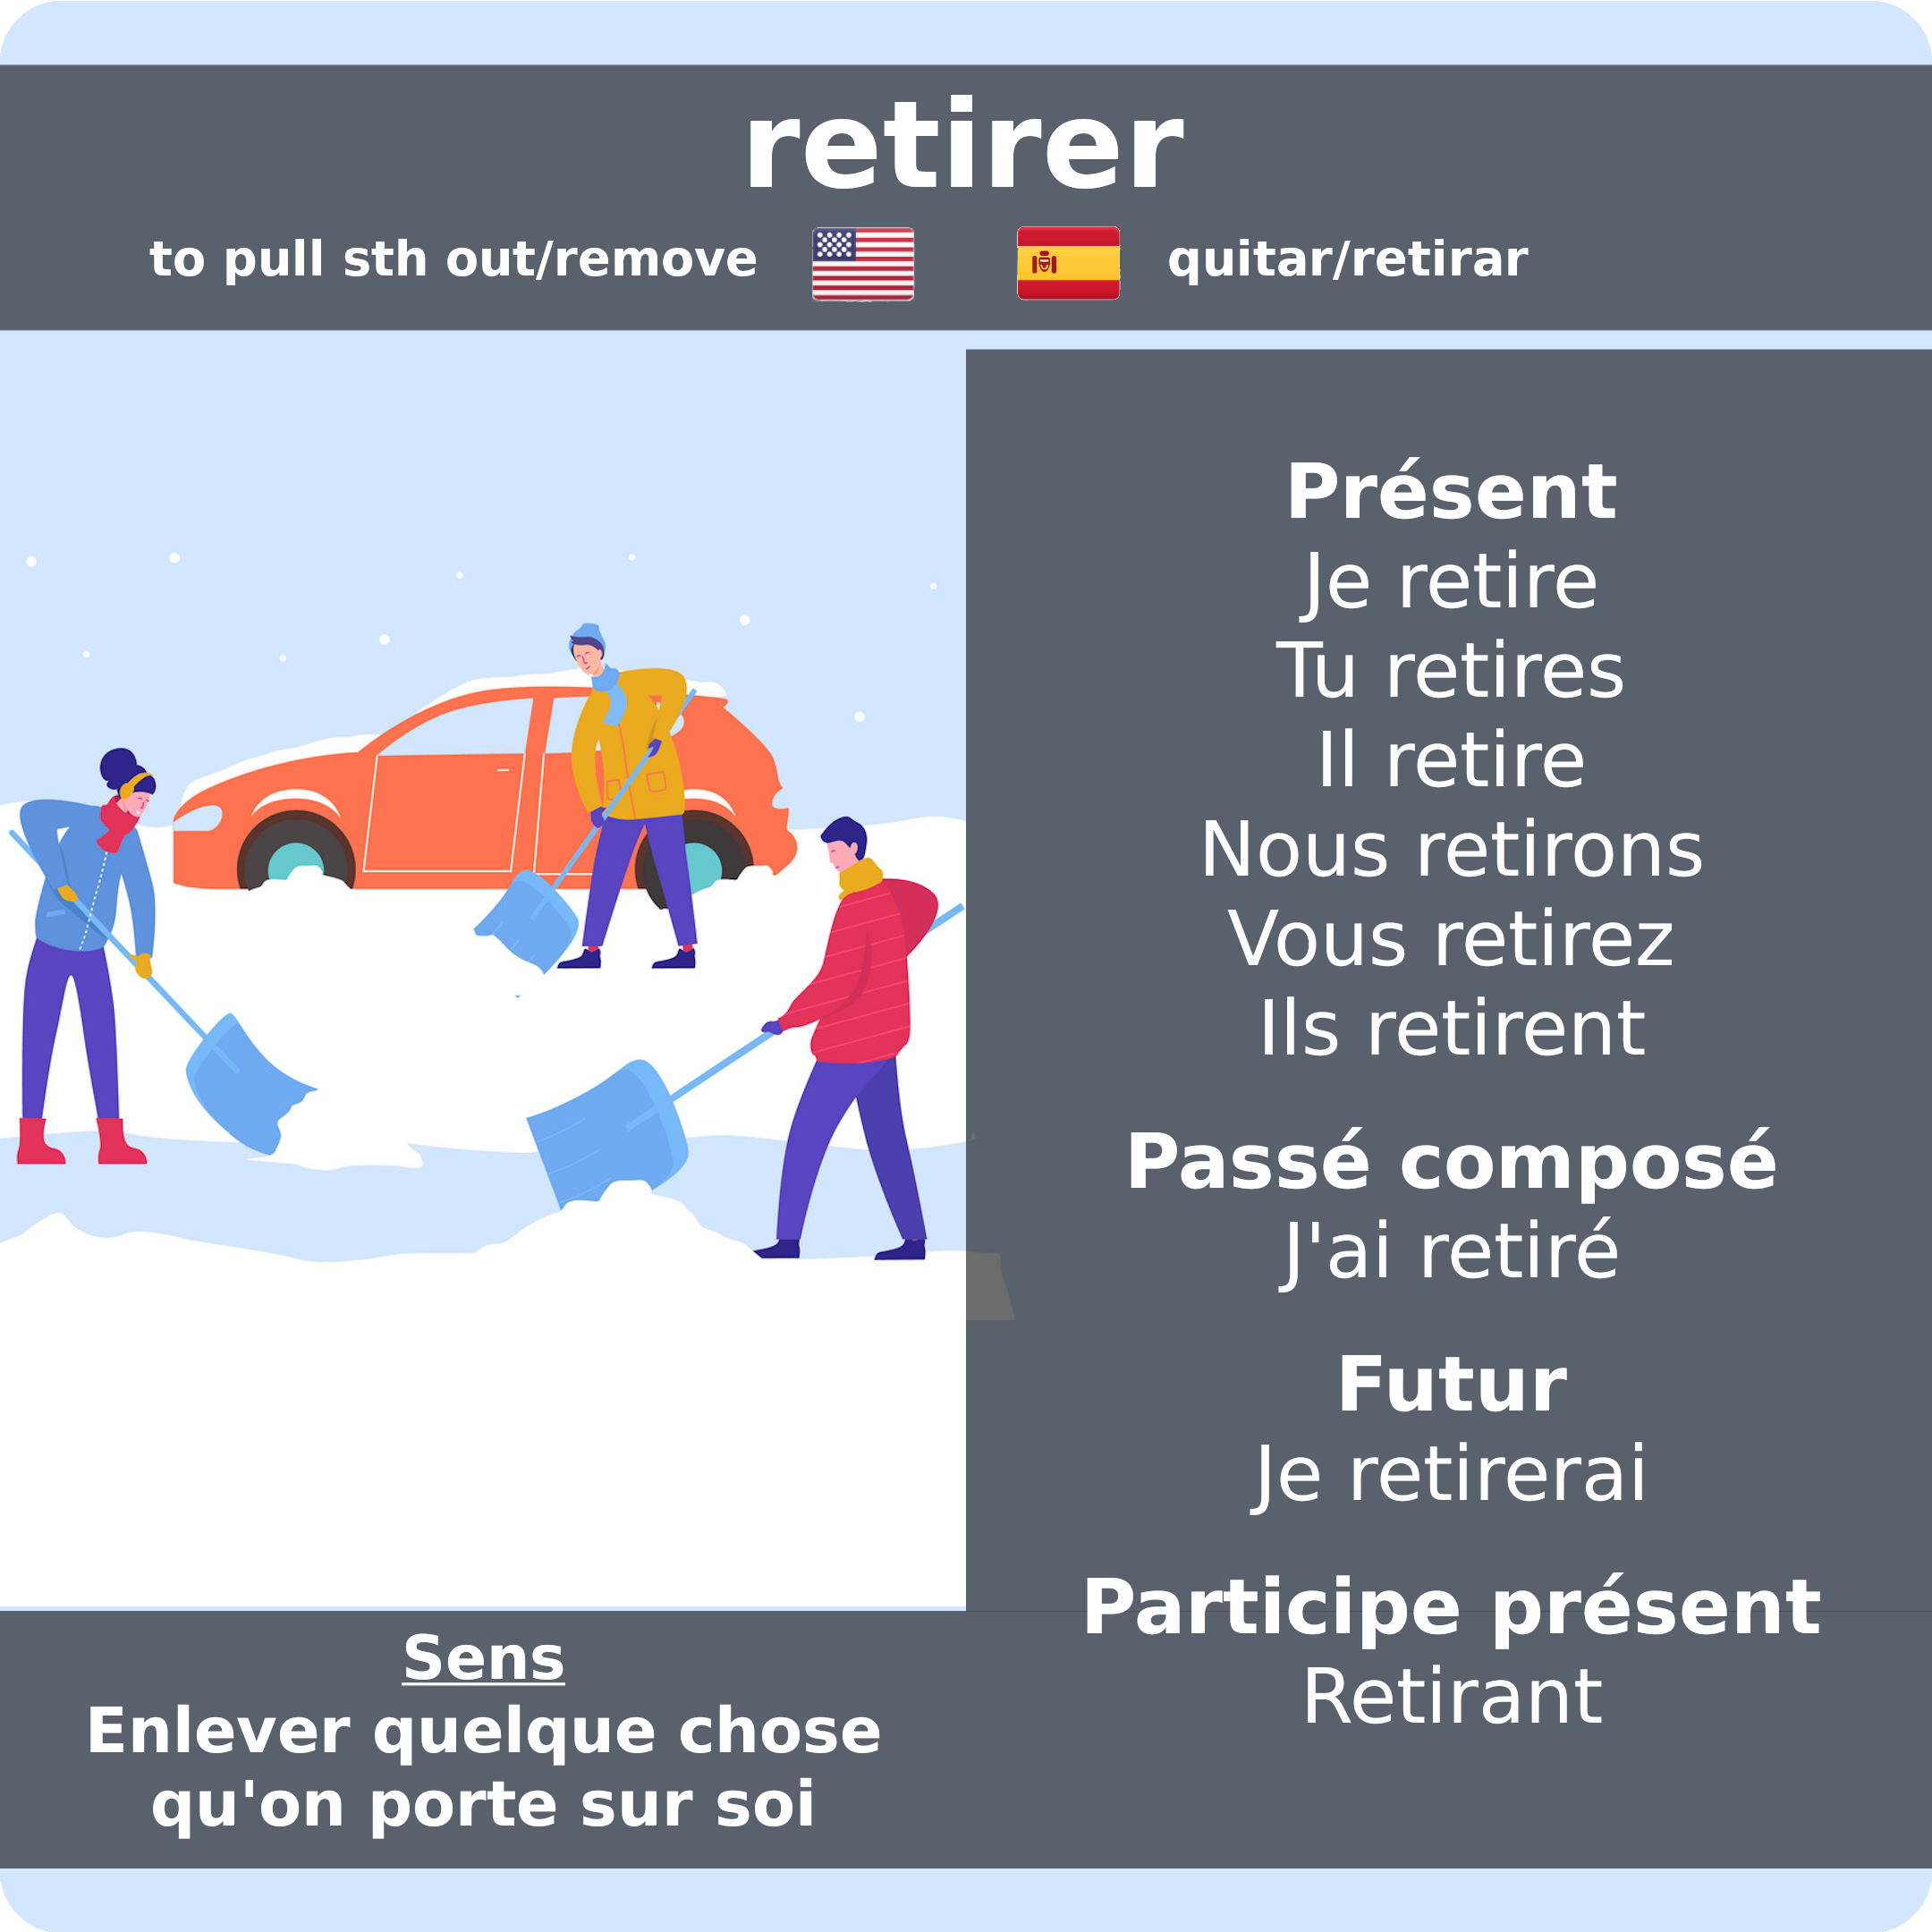 retirer
to pull sth out/remove
quitar/retirar
Présent
Je retire
Tu retires
Il retire
Nous retirons
Vous retirez
Ils retirent
Passé composé
J'ai retiré
Futur
Je retirerai
Participe présent
Retirant
Sens
Enlever quelque chose
qu'on porte sur soi